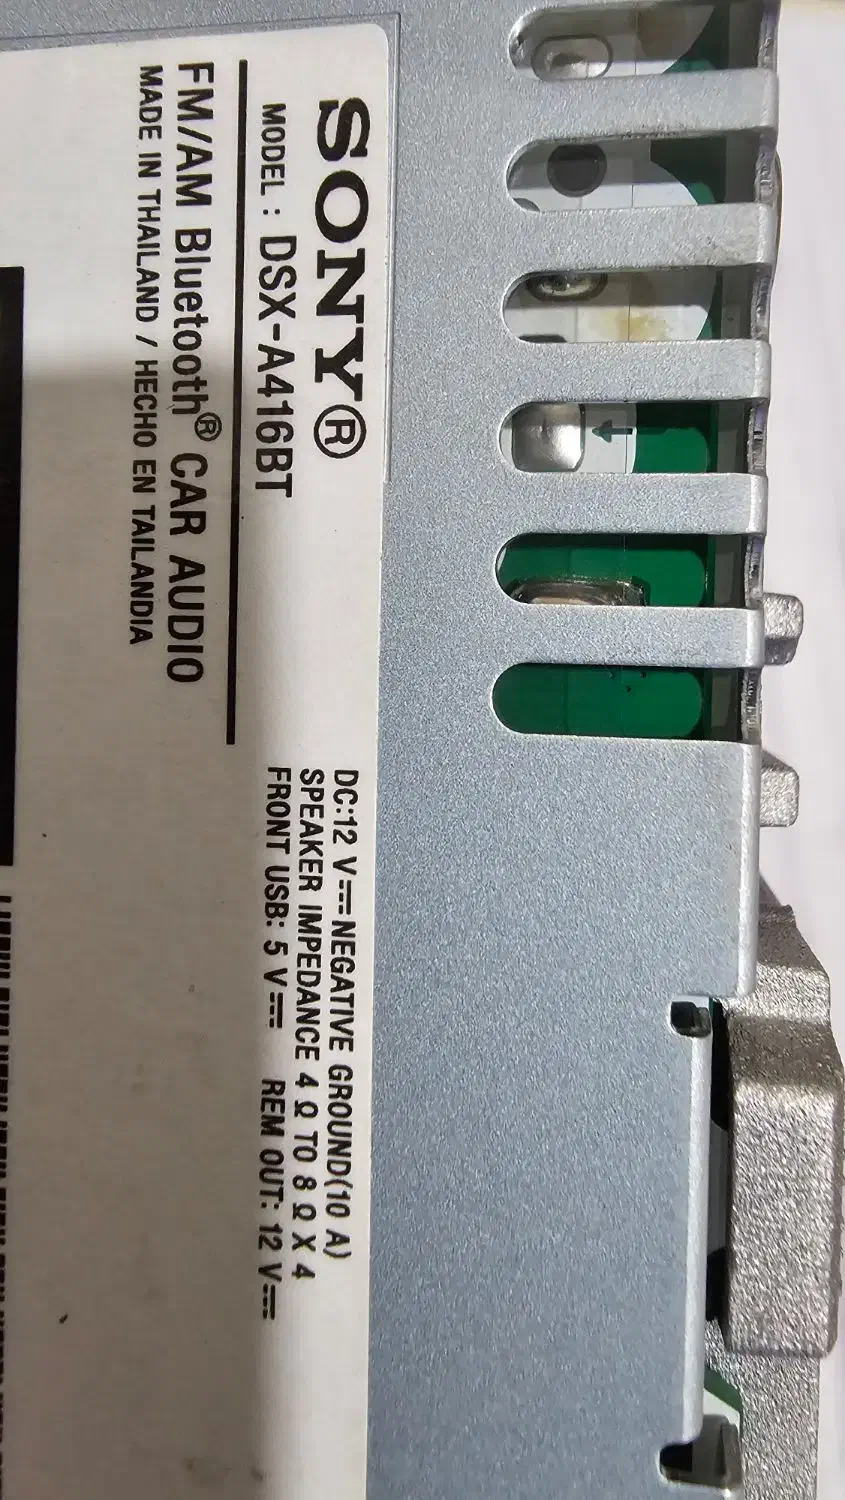 SONY®
MODEL : DSX-A416BT
FM/AM Bluetooth® CAR AUDIO
MADE IN THAILAND / HECHO EN TAILANDIA
DC:12 V⎓NEGATIVE GROUND(10 A)
SPEAKER IMPEDANCE 4 Ω TO 8 Ω X 4
FRONT USB: 5 V⎓ REM OUT: 12 V⎓